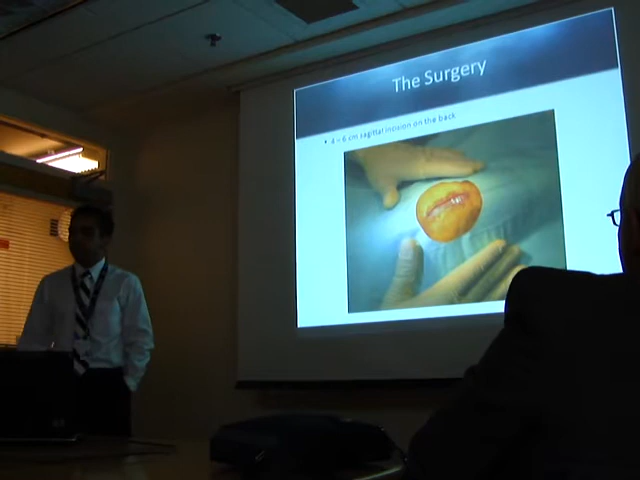 The Surgery
• 4 – 6 cm sagittal incision on the back